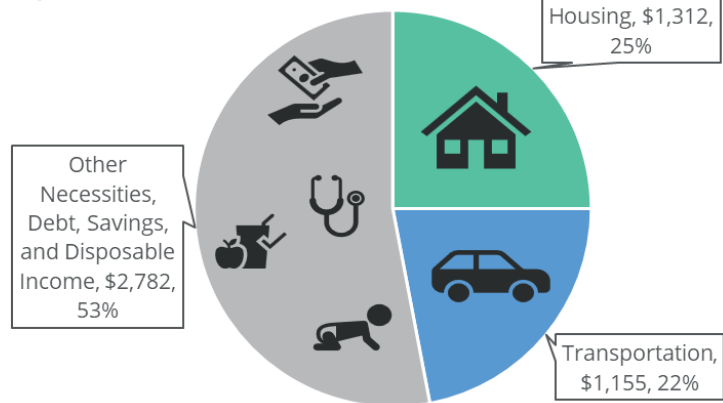 Housing, $1,312,
25%
Other
Necessities,
Debt, Savings,
and Disposable
Income, $2,782,
53%
Transportation,
$1,155, 22%